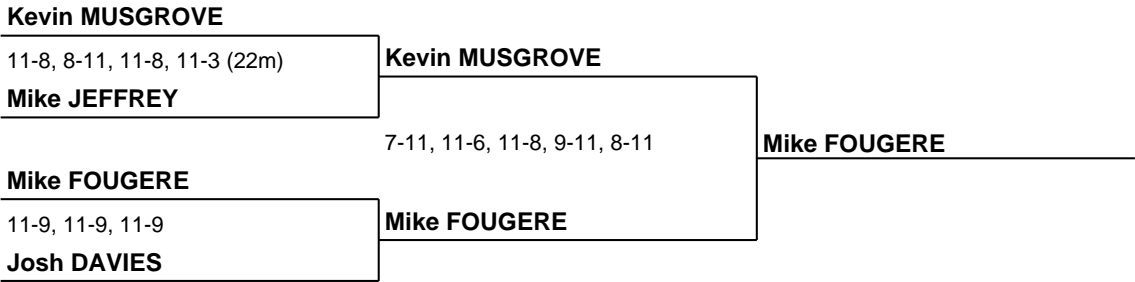 Kevin MUSGROVE
11-8, 8-11, 11-8, 11-3 (22m)
Mike JEFFREY
Kevin MUSGROVE
7-11, 11-6, 11-8, 9-11, 8-11
Mike FOUGERE
Mike FOUGERE
11-9, 11-9, 11-9
Josh DAVIES
Mike FOUGERE